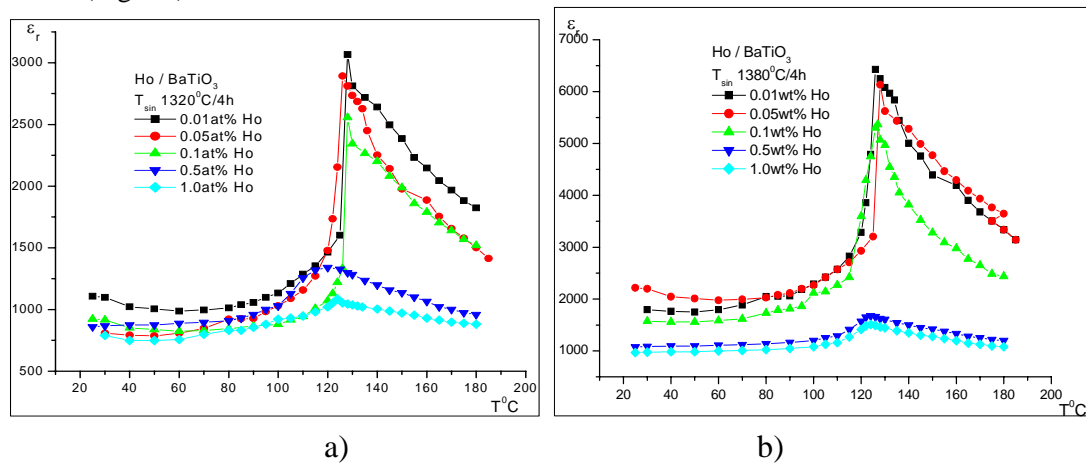 εr
Ho / BaTiO3
Tsin 1320⁰C/4h
0.01at% Ho
0.05at% Ho
0.1at% Ho
0.5at% Ho
1.0at% Ho
3000
2500
2000
1500
1000
500
20 40 60 80 100 120 140 160 180 200
T⁰C
a)
εr
Ho / BaTiO3
Tsin 1380⁰C/4h
0.01wt% Ho
0.05wt% Ho
0.1wt% Ho
0.5wt% Ho
1.0wt% Ho
7000
6000
5000
4000
3000
2000
1000
20 40 60 80 100 120 140 160 180 200
T⁰C
b)